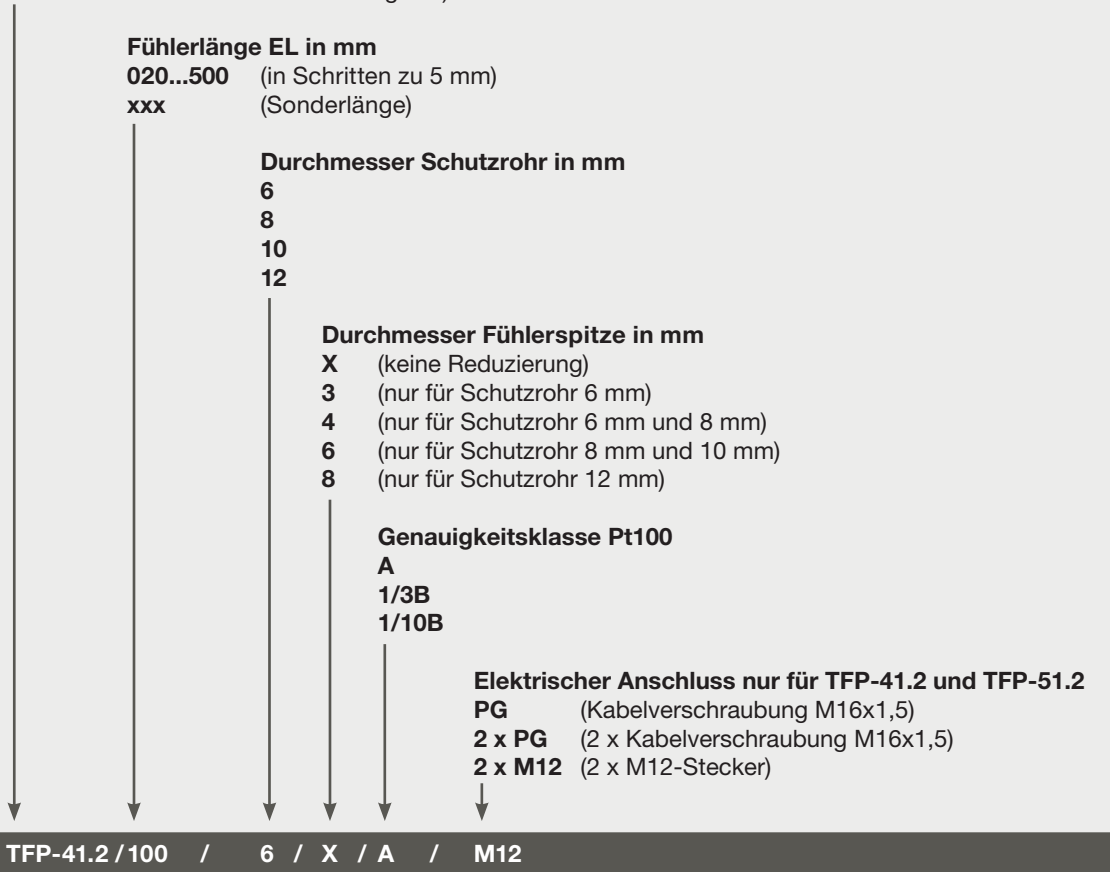 Fühlerlänge EL in mm
020...500 (in Schritten zu 5 mm)
xxx (Sonderlänge)
Durchmesser Schutzrohr in mm
6
8
10
12
Durchmesser Fühlerspitze in mm
X (keine Reduzierung)
3 (nur für Schutzrohr 6 mm)
4 (nur für Schutzrohr 6 mm und 8 mm)
6 (nur für Schutzrohr 8 mm und 10 mm)
8 (nur für Schutzrohr 12 mm)
Genauigkeitsklasse Pt100
A
1/3B
1/10B
Elektrischer Anschluss nur für TFP-41.2 und TFP-51.2
PG (Kabelverschraubung M16x1,5)
2 x PG (2 x Kabelverschraubung M16x1,5)
2 x M12 (2 x M12-Stecker)
TFP-41.2 / 100 / 6 / X / A / M12